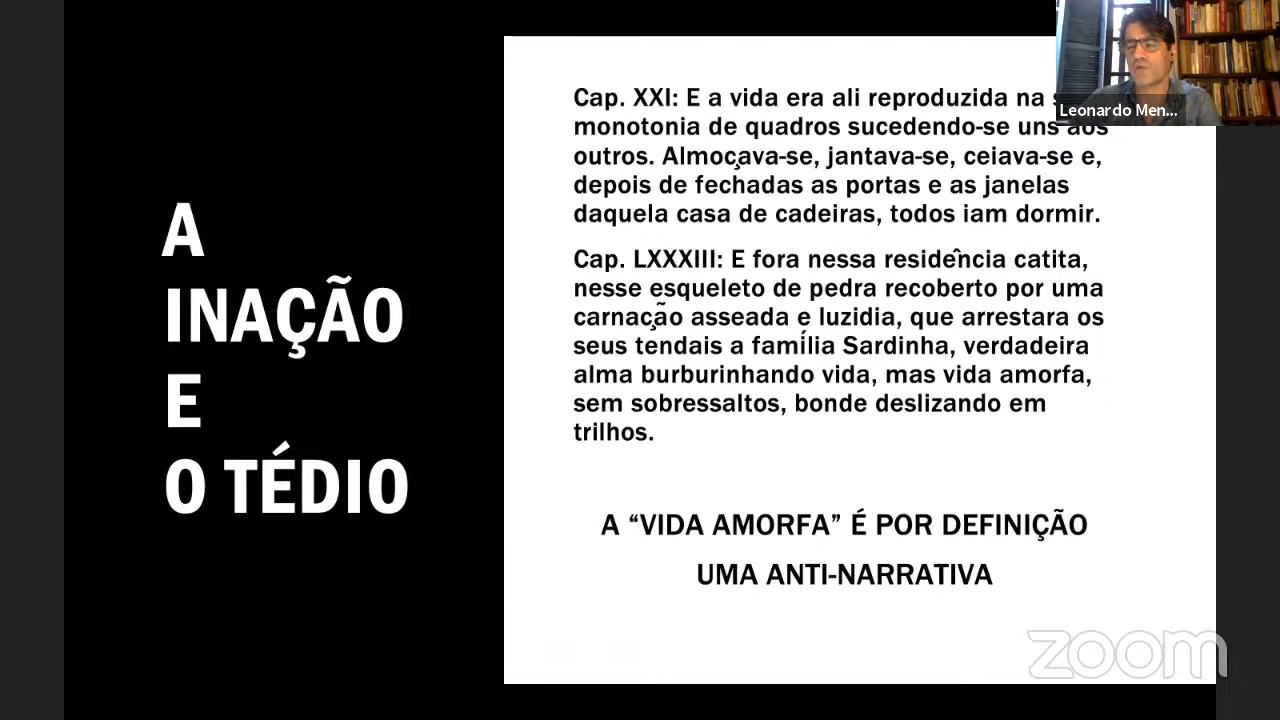 A
INAÇÃO
E
O TÉDIO
Cap. XXI: E a vida era ali reproduzida na
monotonia de quadros sucedendo-se uns aos
outros. Almoçava-se, jantava-se, ceiava-se e,
depois de fechadas as portas e as janelas
daquela casa de cadeiras, todos iam dormir.
Cap. LXXXIII: E fora nessa residência catita,
nesse esqueleto de pedra recoberto por uma
carnação asseada e luzidia, que arrestara os
seus tendais a família Sardinha, verdadeira
alma burburinhando vida, mas vida amorfa,
sem sobressaltos, bonde deslizando em
trilhos.
A “VIDA AMORFA” É POR DEFINIÇÃO
UMA ANTI-NARRATIVA
Leonardo Men...
zoom